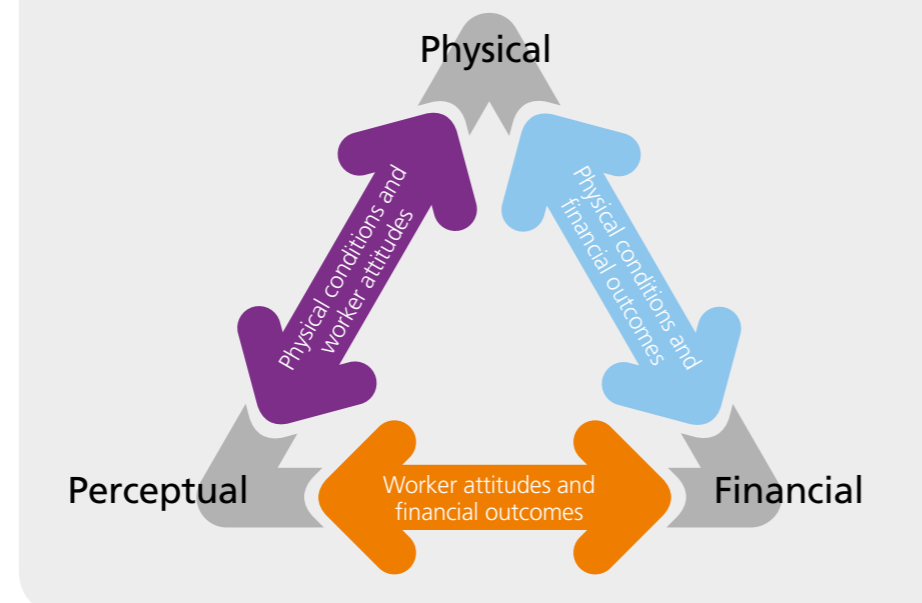 Physical
Physical conditions and
worker attitudes
Physical conditions and
financial outcomes
Perceptual
Worker attitudes and
financial outcomes
Financial